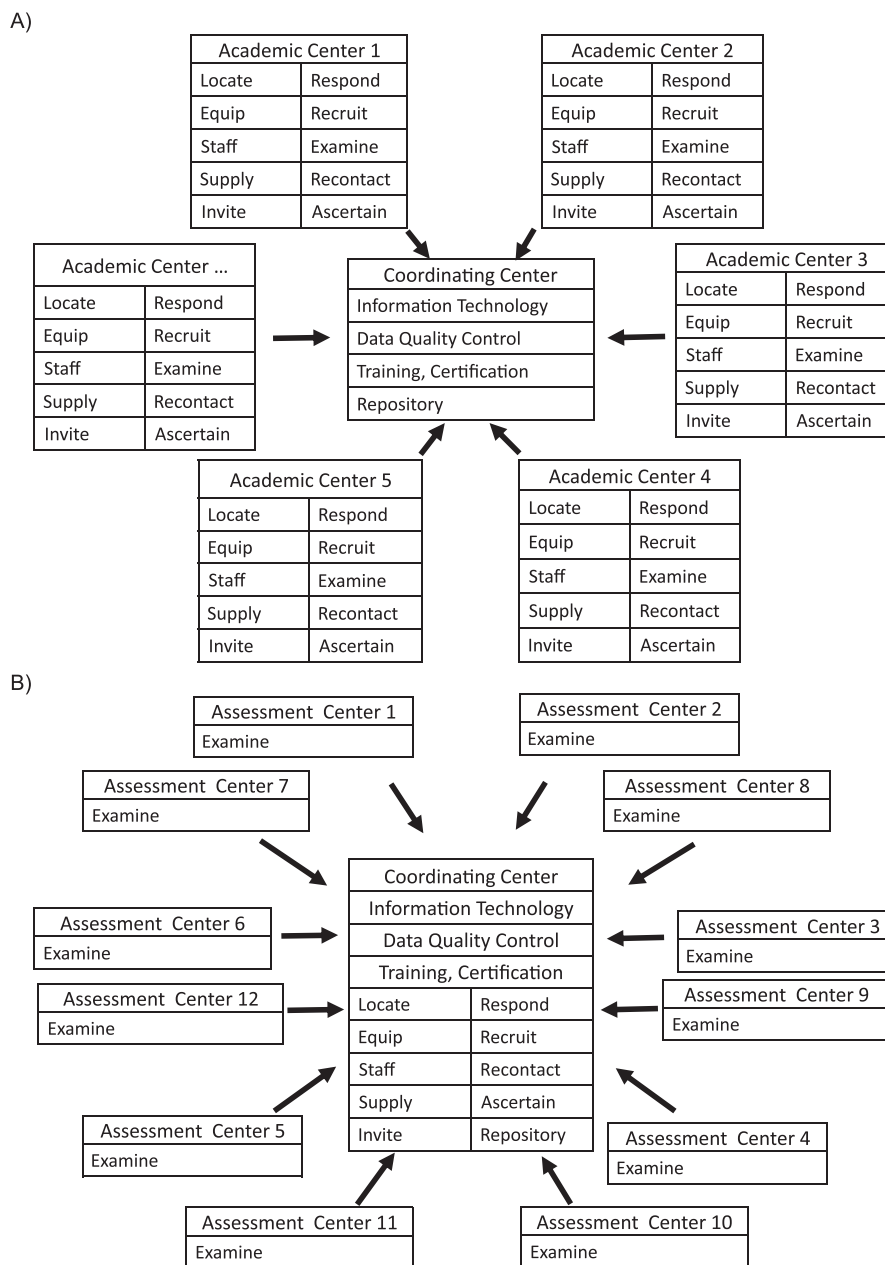 A)
Academic Center 1
Locate Respond
Equip Recruit
Staff Examine
Supply Recontact
Invite Ascertain
Academic Center 2
Locate Respond
Equip Recruit
Staff Examine
Supply Recontact
Invite Ascertain
Academic Center ...
Locate Respond
Equip Recruit
Staff Examine
Supply Recontact
Invite Ascertain
Coordinating Center
Information Technology
Data Quality Control
Training, Certification
Repository
Academic Center 3
Locate Respond
Equip Recruit
Staff Examine
Supply Recontact
Invite Ascertain
Academic Center 5
Locate Respond
Equip Recruit
Staff Examine
Supply Recontact
Invite Ascertain
Academic Center 4
Locate Respond
Equip Recruit
Staff Examine
Supply Recontact
Invite Ascertain
B)
Assessment Center 1
Examine
Assessment Center 2
Examine
Assessment Center 7
Examine
Assessment Center 8
Examine
Coordinating Center
Information Technology
Data Quality Control
Training, Certification
Locate Respond
Equip Recruit
Staff Recontact
Supply Ascertain
Invite Repository
Assessment Center 6
Examine
Assessment Center 3
Examine
Assessment Center 12
Examine
Assessment Center 9
Examine
Assessment Center 5
Examine
Assessment Center 4
Examine
Assessment Center 11
Examine
Assessment Center 10
Examine